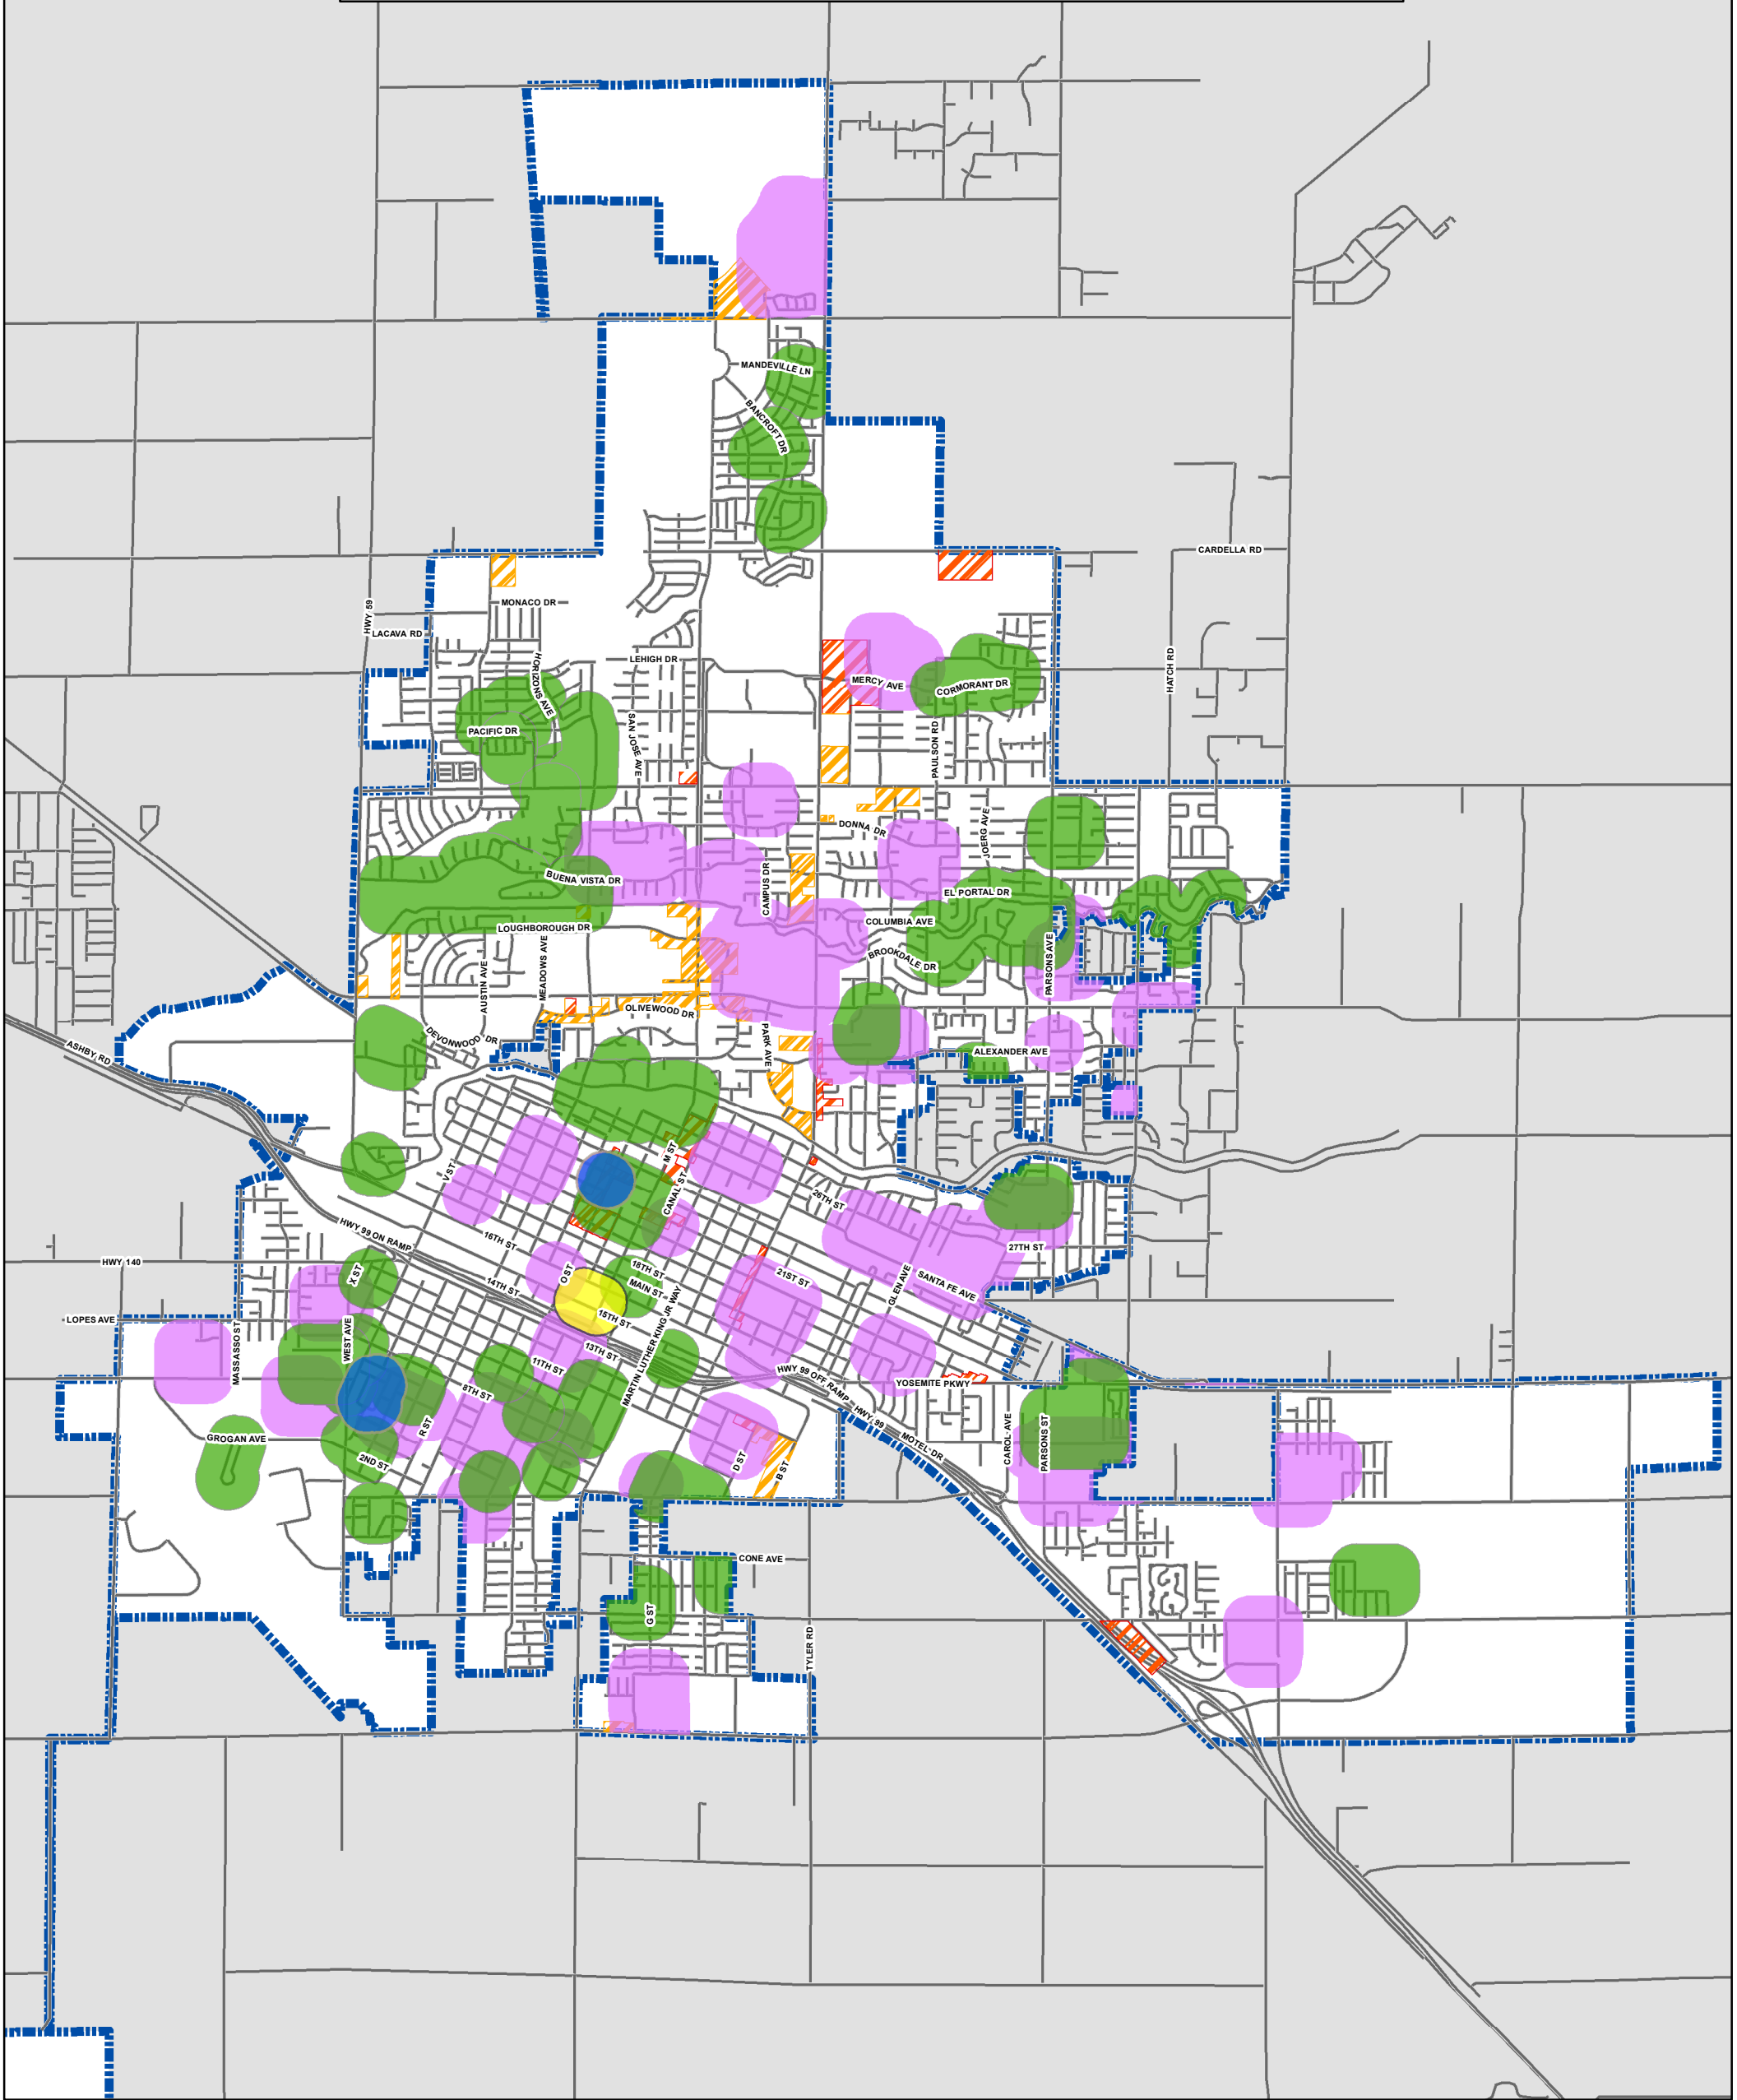 MANDEVILLE LN
BANCROFT DR
CARDELLA RD
MONACO DR
HWY 59
LACAVA RD
LEHIGH DR
HORIZONS AVE
HATCH RD
MERCY AVE
CORMORANT DR
PACIFIC DR
SAN JOSE AVE
PAULSON RD
DONNA DR
JOERG AVE
BUENA VISTA DR
CAMPUS DR
EL PORTAL DR
COLUMBIA AVE
LOUGHBOROUGH DR
BROOKDALE DR
PARSONS AVE
MEADOWS AVE
AUSTIN AVE
OLIVEWOOD DR
DEVONWOOD DR
PARK AVE
ASHBY RD
ALEXANDER AVE
M ST
V ST
CANAL ST
26TH ST
HWY 99 ON RAMP
16TH ST
27TH ST
HWY 140
X ST
O ST
18TH ST
21ST ST
MAIN ST
GLEN AVE
SANTA FE AVE
14TH ST
15TH ST
LOPES AVE
MARTIN LUTHER KING JR WAY
MASSASSO ST
WEST AVE
13TH ST
11TH ST
HWY 99 OFF RAMP
YOSEMITE PKWY
8TH ST
HWY 99
R ST
GROGAN AVE
CAROL AVE
PARSONS ST
MOTEL DR
2ND ST
D ST
B ST
CONE AVE
G ST
TYLER RD